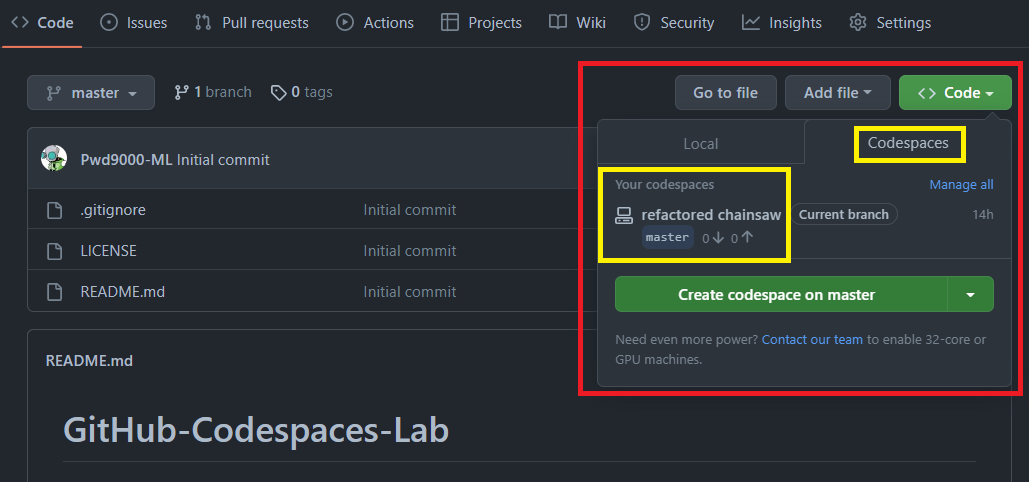 <> Code Issues Pull requests Actions Projects Wiki Security Insights Settings
master 1 branch 0 tags Go to file Add file <> Code
Local Codespaces
Pwd9000-ML Initial commit
Your codespaces Manage all
.gitignore Initial commit
refactored chainsaw Current branch 14h
master 0↓ 0↑
LICENSE Initial commit
README.md Initial commit
Create codespace on master
Need even more power? Contact our team to enable 32-core or
GPU machines.
README.md
GitHub-Codespaces-Lab